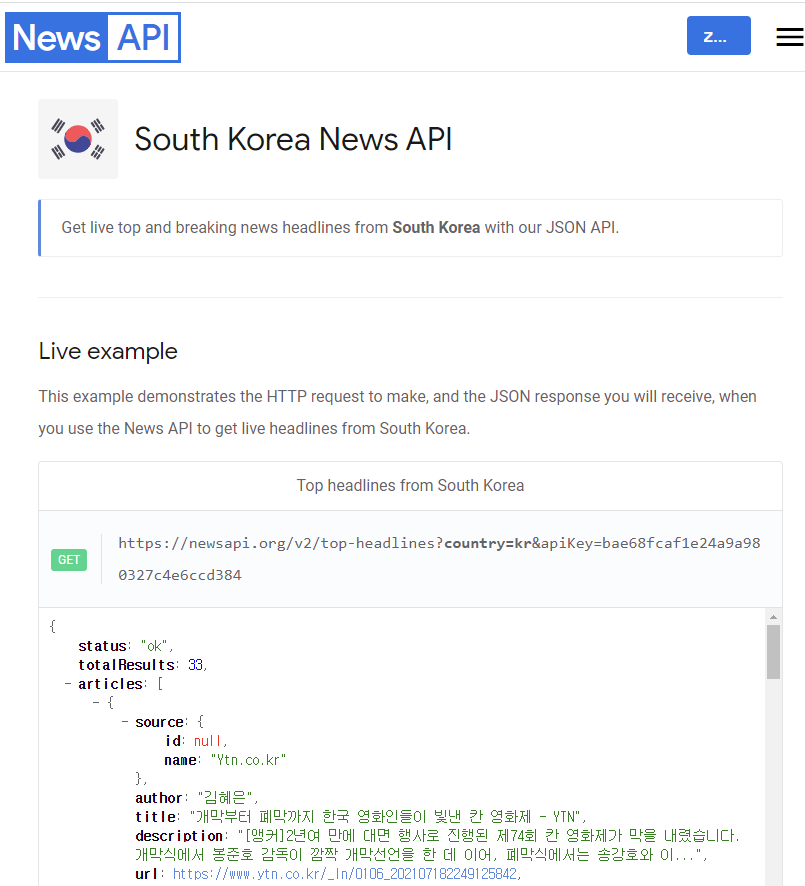 News API
z...
South Korea News API
Get live top and breaking news headlines from South Korea with our JSON API.
Live example
This example demonstrates the HTTP request to make, and the JSON response you will receive, when
you use the News API to get live headlines from South Korea.
Top headlines from South Korea
GET
https://newsapi.org/v2/top-headlines?country=kr&apiKey=bae68fcaf1e24a9a98
0327c4e6ccd384
{
status: "ok",
totalResults: 33,
- articles: [
- {
- source: {
id: null,
name: "Ytn.co.kr"
},
author: "김혜은",
title: "개막부터 폐막까지 한국 영화인들이 빛낸 칸 영화제 - YTN",
description: "[앵커]2년여 만에 대면 행사로 진행된 제74회 칸 영화제가 막을 내렸습니다.
개막식에서 봉준호 감독이 깜짝 개막선언을 한 데 이어, 폐막식에서는 송강호와 이...",
url: https://www.ytn.co.kr/_ln/0106_202107182249125842,